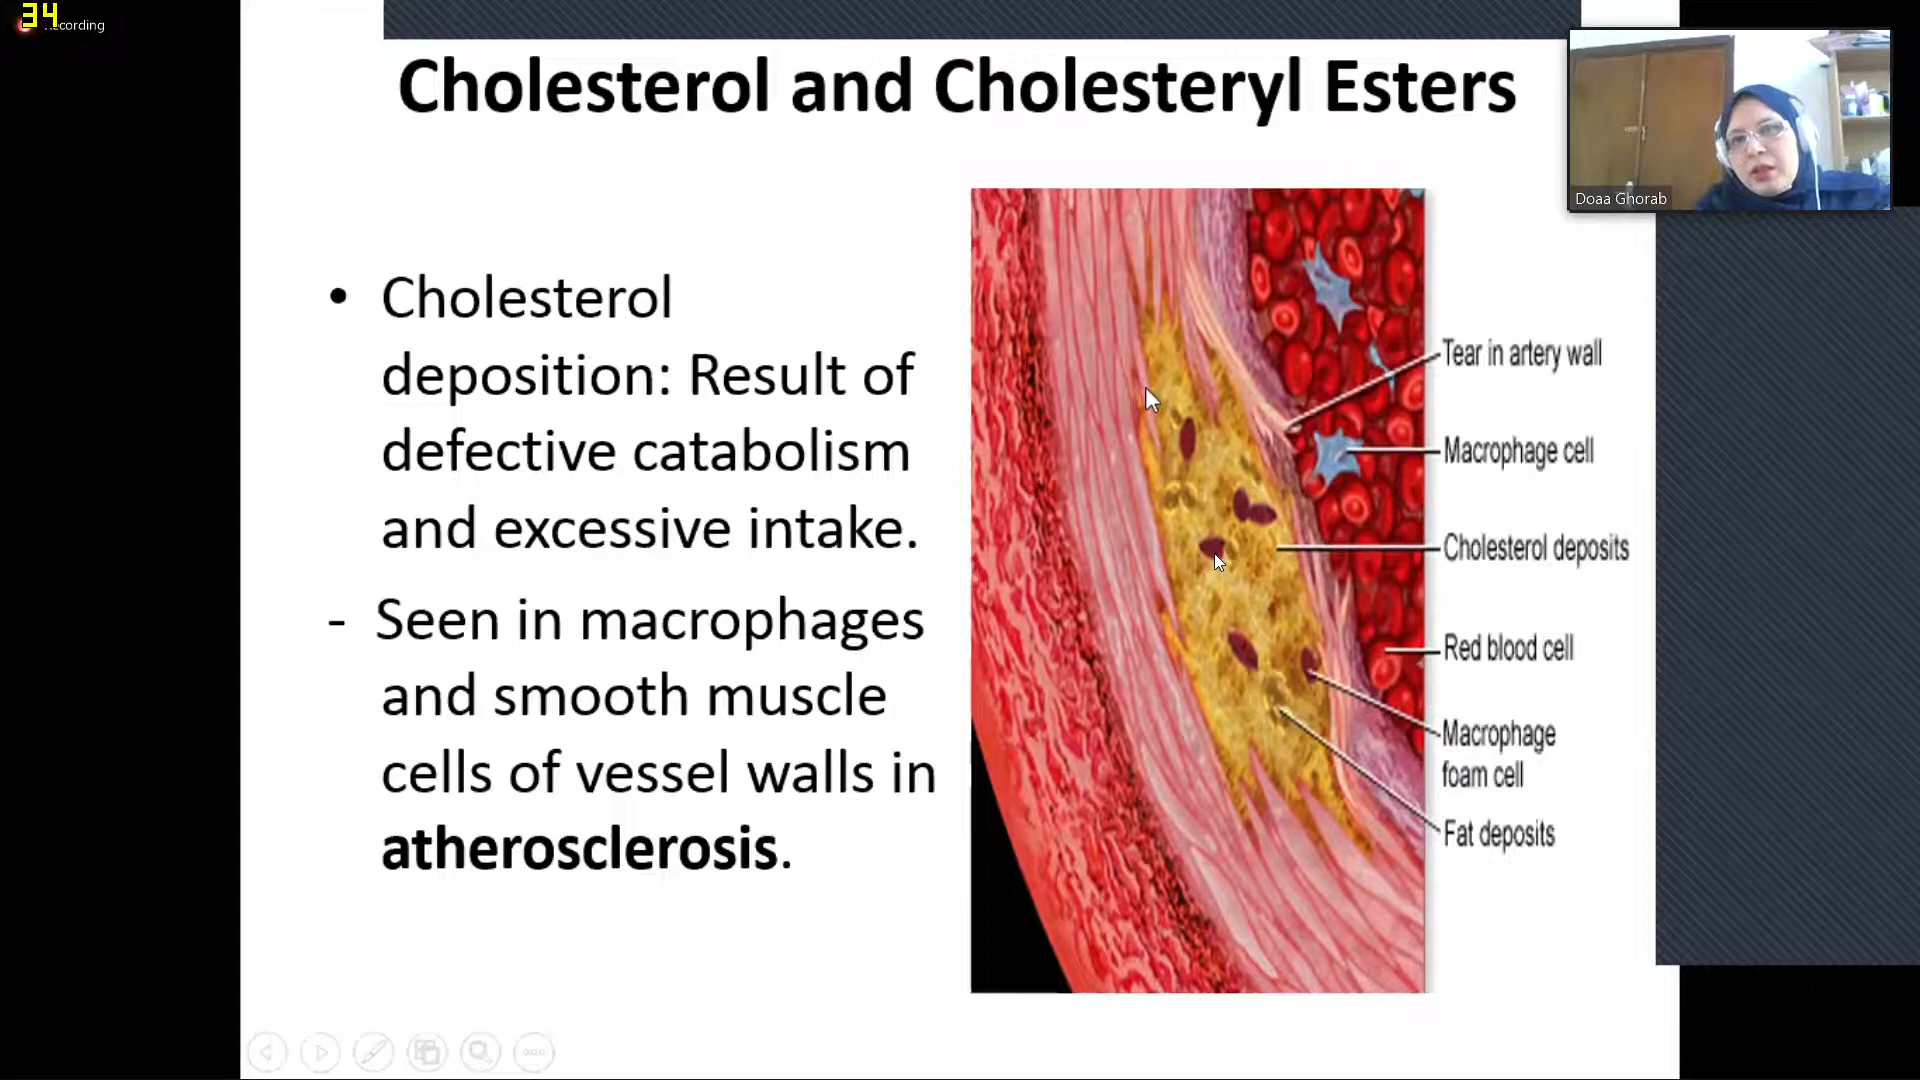 34
Recording
Cholesterol and Cholesteryl Esters
Doaa Ghorab
• Cholesterol
deposition: Result of
defective catabolism
and excessive intake.
- Seen in macrophages
and smooth muscle
cells of vessel walls in
atherosclerosis.
Tear in artery wall
Macrophage cell
Cholesterol deposits
Red blood cell
Macrophage
foam cell
Fat deposits